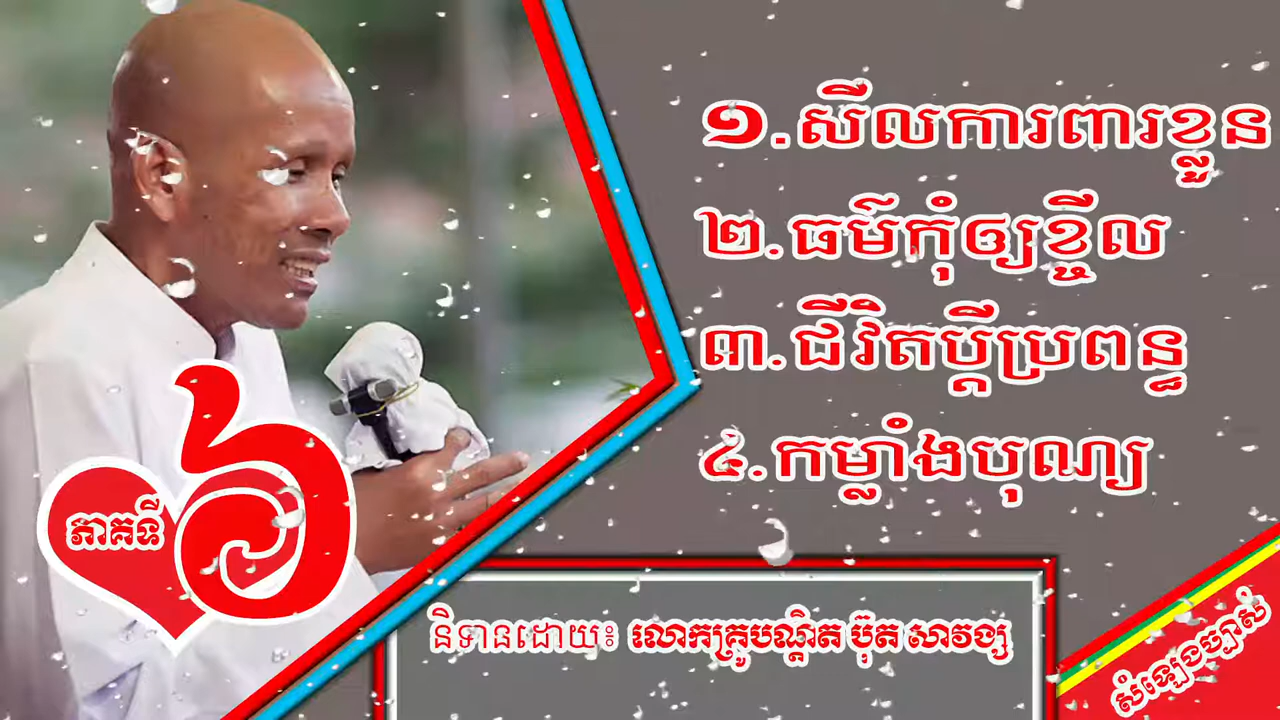 ១.សីលការពារខ្លួន
២.ធម៌កុំឲ្យខ្ចីល
៣.ជីវិតប្ដីប្រពន្ធ
៤.កម្លាំងបុណ្យ
ភាគទី
៦
និទានដោយ៖ លោកគ្រូបណ្ឌិត ប៊ុត សាវង្ស
សំឡេងច្បាស់